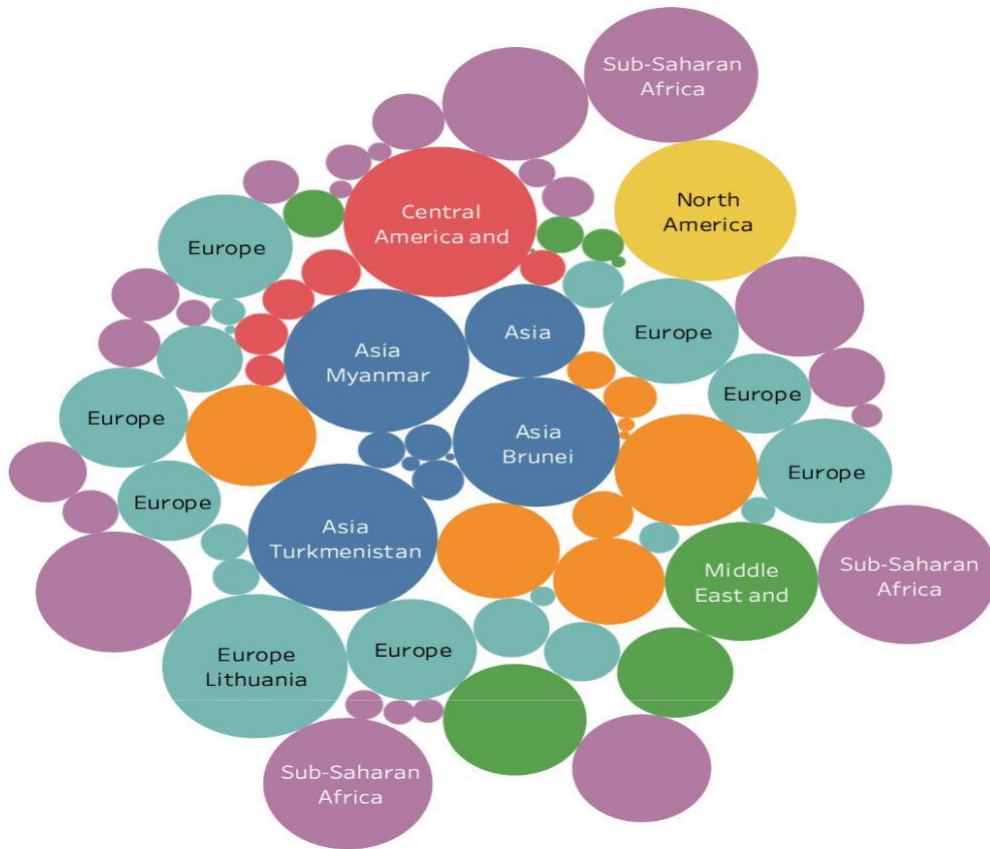 Sub-Saharan
Africa
North
America
Central
America and
Europe
Asia
Myanmar
Asia
Europe
Europe
Europe
Asia
Brunei
Europe
Europe
Asia
Turkmenistan
Middle
East and
Sub-Saharan
Africa
Europe
Lithuania
Europe
Sub-Saharan
Africa